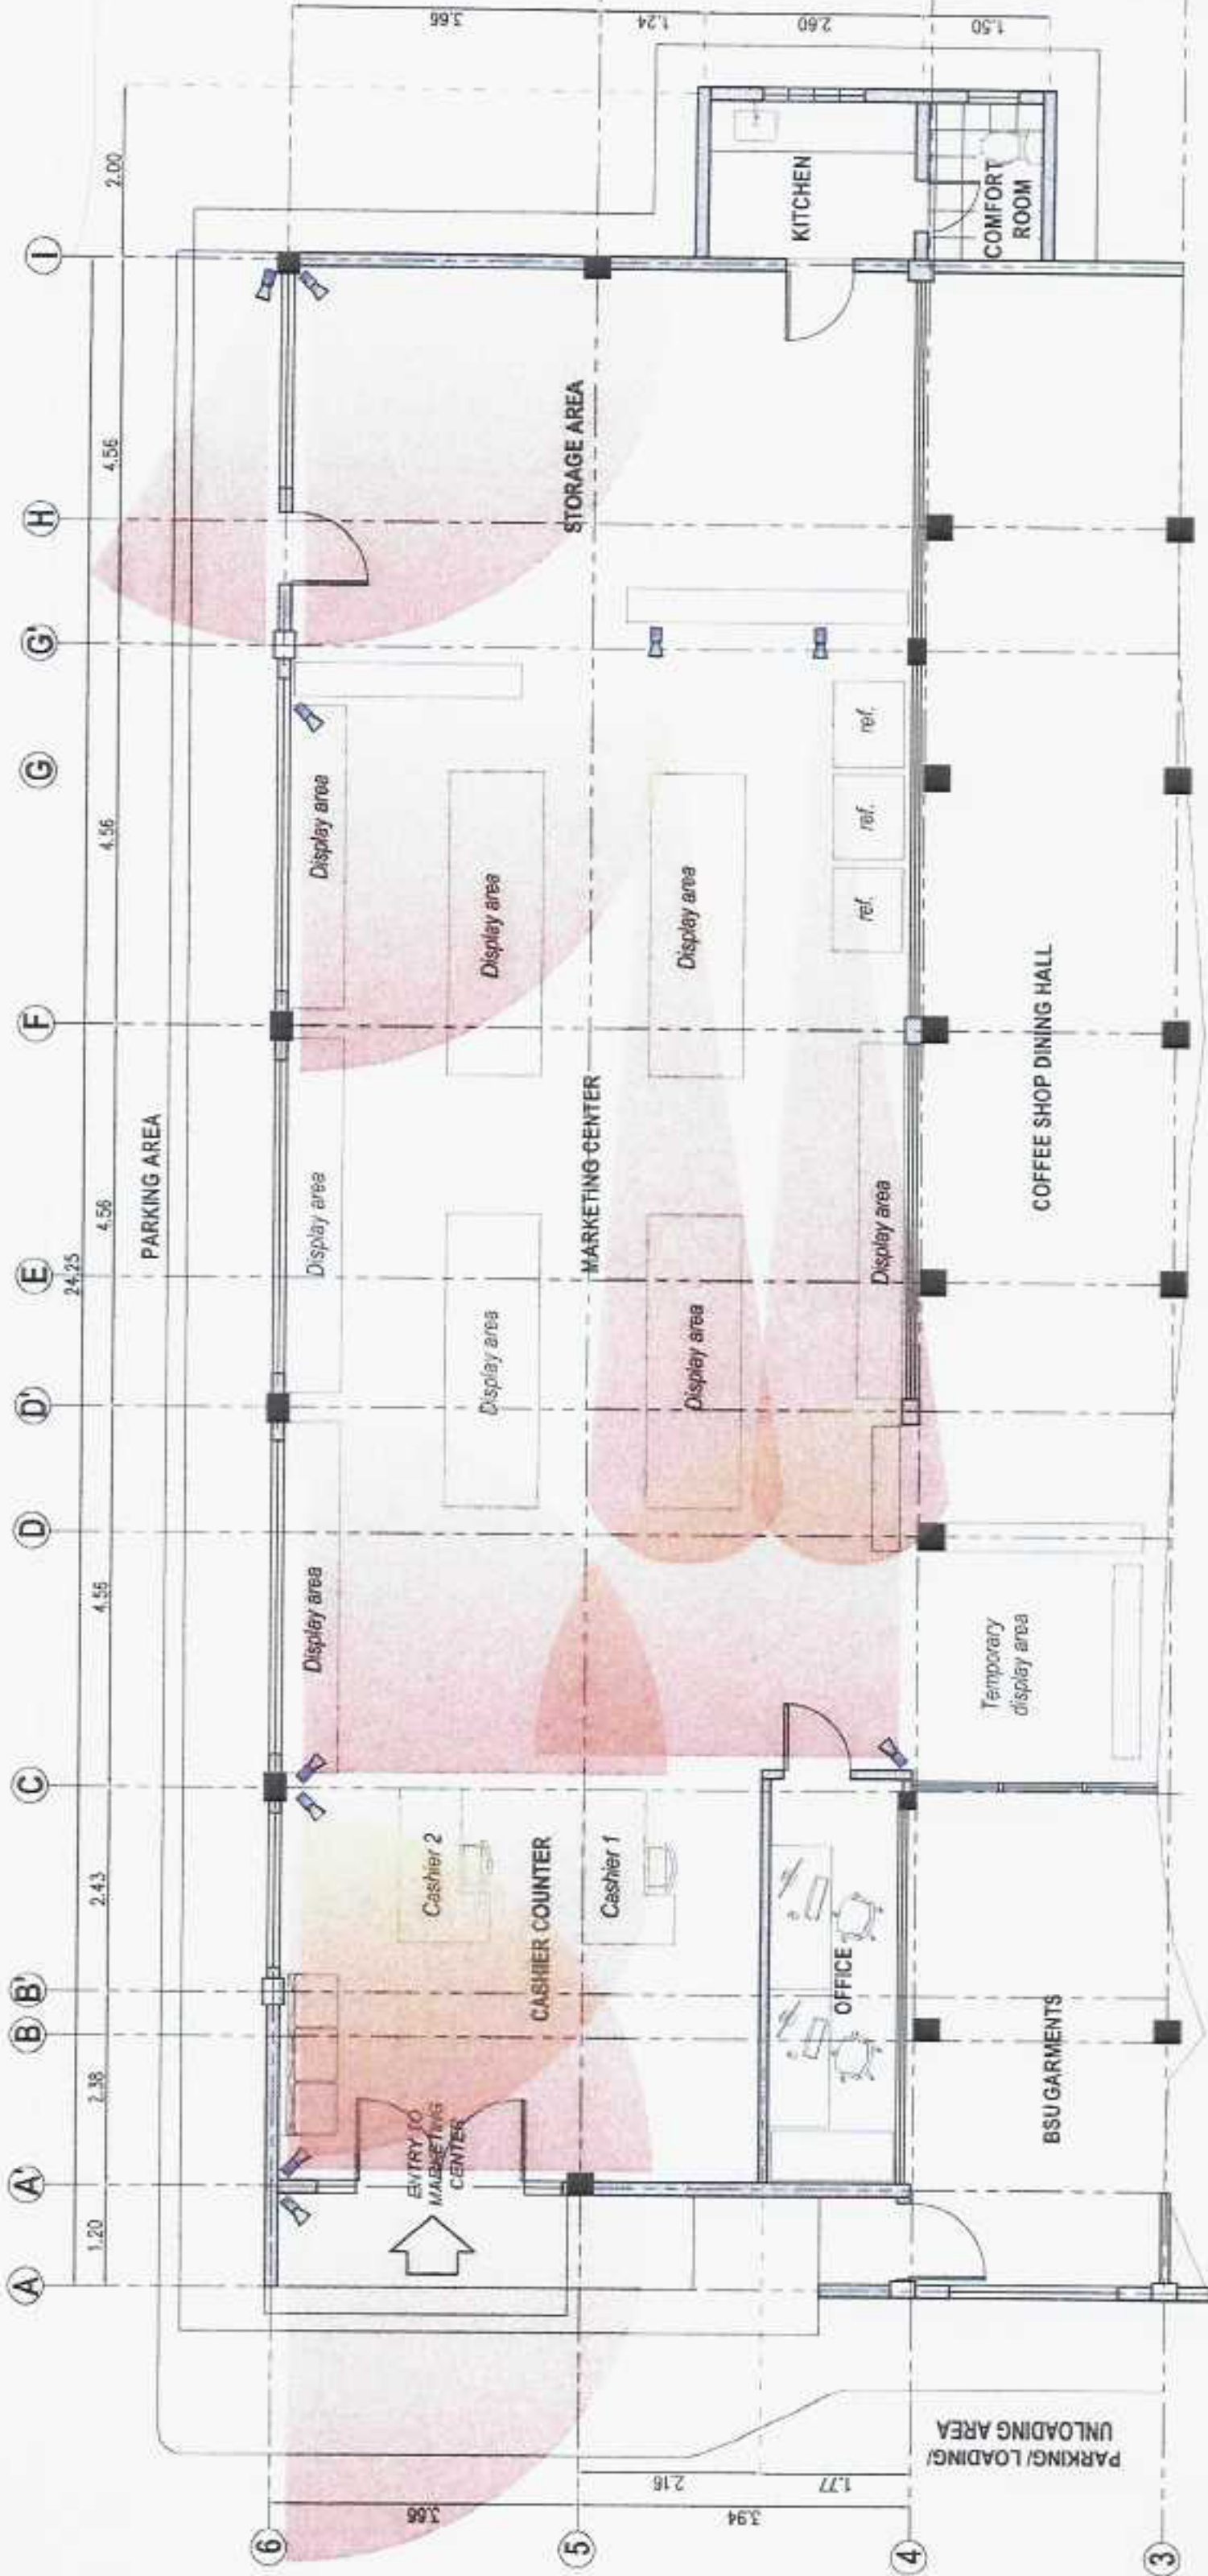 A
A'
B
B'
C
D
D'
E
F
G
G'
H
I
1.20
2.38
2.43
4.56
24.25
4.56
4.56
4.56
2.00
PARKING AREA
6
5
4
3
3.66
3.94
2.16
1.77
3.66
1.24
2.60
1.50
PARKING/ LOADING/
UNLOADING AREA
ENTRY TO
MARKETING
CENTER
CASHIER COUNTER
Cashier 2
Cashier 1
OFFICE
BSU GARMENTS
Temporary
display area
Display area
Display area
Display area
Display area
Display area
Display area
Display area
Display area
MARKETING CENTER
ref.
ref.
ref.
COFFEE SHOP DINING HALL
STORAGE AREA
KITCHEN
COMFORT
ROOM